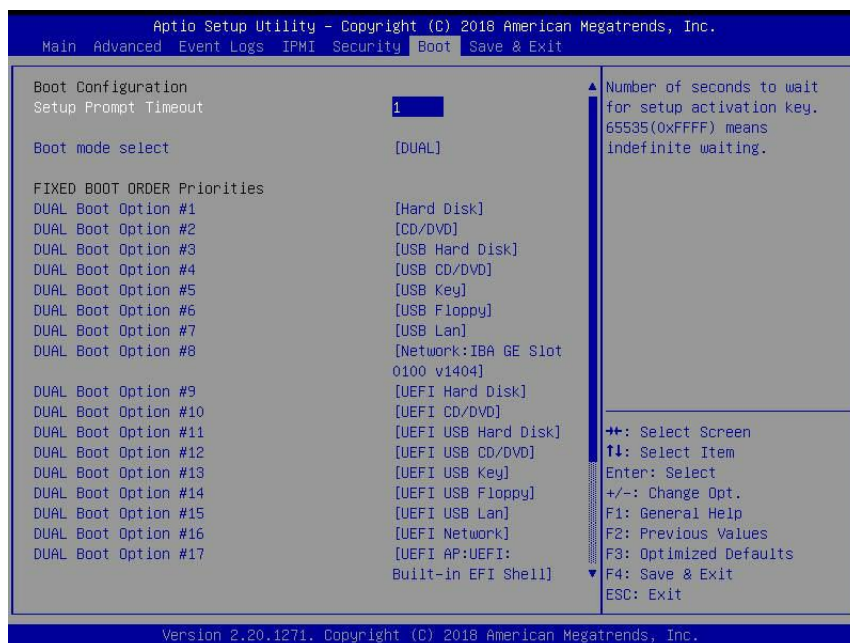 Aptio Setup Utility – Copyright (C) 2018 American Megatrends, Inc.
Main Advanced Event Logs IPMI Security Boot Save & Exit
Boot Configuration
Setup Prompt Timeout 1
Boot mode select [DUAL]
FIXED BOOT ORDER Priorities
DUAL Boot Option #1 [Hard Disk]
DUAL Boot Option #2 [CD/DVD]
DUAL Boot Option #3 [USB Hard Disk]
DUAL Boot Option #4 [USB CD/DVD]
DUAL Boot Option #5 [USB Key]
DUAL Boot Option #6 [USB Floppy]
DUAL Boot Option #7 [USB Lan]
DUAL Boot Option #8 [Network:IBA GE Slot
0100 v1404]
DUAL Boot Option #9 [UEFI Hard Disk]
DUAL Boot Option #10 [UEFI CD/DVD]
DUAL Boot Option #11 [UEFI USB Hard Disk]
DUAL Boot Option #12 [UEFI USB CD/DVD]
DUAL Boot Option #13 [UEFI USB Key]
DUAL Boot Option #14 [UEFI USB Floppy]
DUAL Boot Option #15 [UEFI USB Lan]
DUAL Boot Option #16 [UEFI Network]
DUAL Boot Option #17 [UEFI AP:UEFI:
Built-in EFI Shell]
Number of seconds to wait
for setup activation key.
65535(0xFFFF) means
indefinite waiting.
→←: Select Screen
↑↓: Select Item
Enter: Select
+/-: Change Opt.
F1: General Help
F2: Previous Values
F3: Optimized Defaults
F4: Save & Exit
ESC: Exit
Version 2.20.1271. Copyright (C) 2018 American Megatrends, Inc.